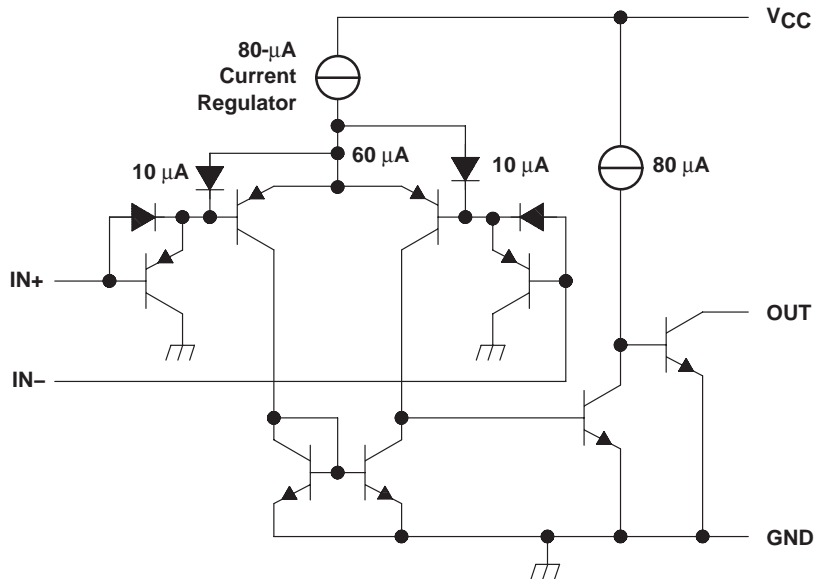 VCC
80-μA
Current
Regulator
10 μA
60 μA
10 μA
80 μA
IN+
OUT
IN−
GND